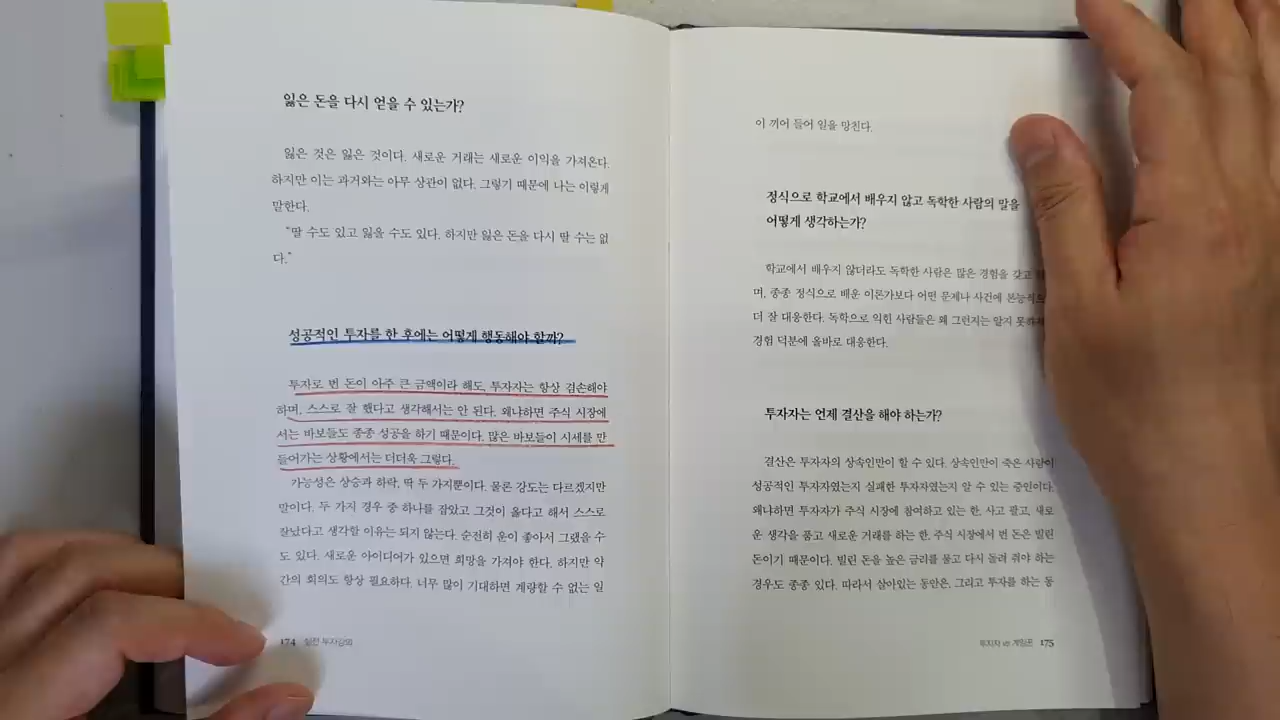 잃은 돈을 다시 얻을 수 있는가?
잃은 것은 잃은 것이다. 새로운 거래는 새로운 이익을 가져온다.
하지만 이는 과거와는 아무 상관이 없다. 그렇기 때문에 나는 이렇게
말한다.
“딸 수도 있고 잃을 수도 있다. 하지만 잃은 돈을 다시 딸 수는 없
다.”
성공적인 투자를 한 후에는 어떻게 행동해야 할까?
투자로 번 돈이 아주 큰 금액이라 해도, 투자자는 항상 겸손해야
하며, 스스로 잘 했다고 생각해서는 안 된다. 왜냐하면 주식 시장에
서는 바보들도 종종 성공을 하기 때문이다. 많은 바보들이 시세를 만
들어가는 상황에서는 더더욱 그렇다.
가능성은 상승과 하락, 딱 두 가지뿐이다. 물론 강도는 다르겠지만
말이다. 두 가지 경우 중 하나를 잡았고 그것이 옳다고 해서 스스로
잘났다고 생각할 이유는 되지 않는다. 순전히 운이 좋아서 그랬을 수
도 있다. 새로운 아이디어가 있으면 희망을 가져야 한다. 하지만 약
간의 회의도 항상 필요하다. 너무 많이 기대하면 계량할 수 없는 일
174 실전 투자강의
이 끼어 들어 일을 망친다.
정식으로 학교에서 배우지 않고 독학한 사람의 말을
어떻게 생각하는가?
학교에서 배우지 않더라도 독학한 사람은 많은 경험을 갖고
며, 종종 정식으로 배운 이론가보다 어떤 문제나 사건에 본능적으로
더 잘 대응한다. 독학으로 익힌 사람들은 왜 그런지는 알지 못하지
경험 덕분에 올바로 대응한다.
투자자는 언제 결산을 해야 하는가?
결산은 투자자의 상속인만이 할 수 있다. 상속인만이 죽은 사람이
성공적인 투자자였는지 실패한 투자자였는지 알 수 있는 증인이다.
왜냐하면 투자자가 주식 시장에 참여하고 있는 한, 사고 팔고, 새로
운 생각을 품고 새로운 거래를 하는 한, 주식 시장에서 번 돈은 빌린
돈이기 때문이다. 빌린 돈을 높은 금리를 물고 다시 돌려 줘야 하는
경우도 종종 있다. 따라서 살아있는 동안은, 그리고 투자를 하는 동
투자자 vs 게임꾼 175